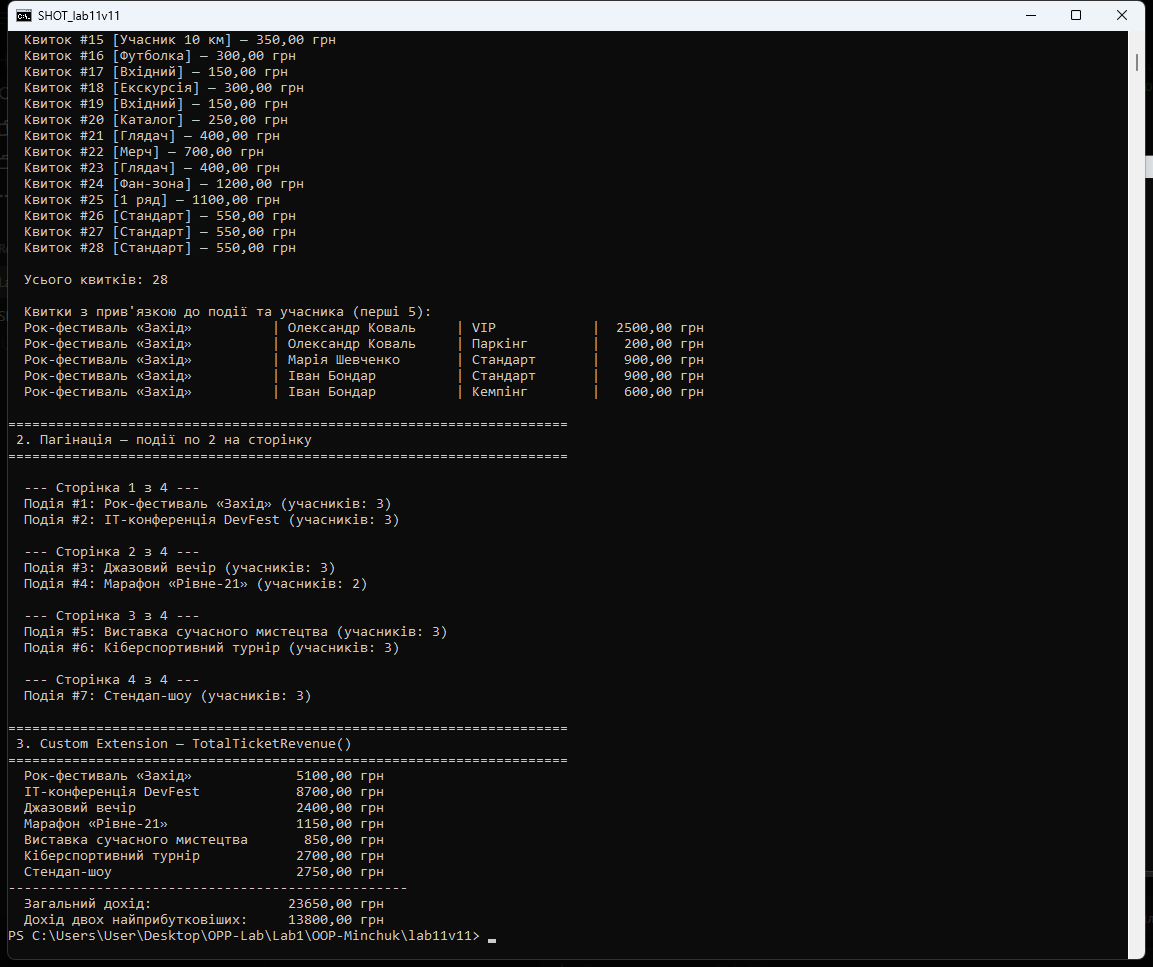 SHOT_lab11v11
Квиток #15 [Учасник 10 км] — 350,00 грн
Квиток #16 [Футболка] — 300,00 грн
Квиток #17 [Вхідний] — 150,00 грн
Квиток #18 [Екскурсія] — 300,00 грн
Квиток #19 [Вхідний] — 150,00 грн
Квиток #20 [Каталог] — 250,00 грн
Квиток #21 [Глядач] — 400,00 грн
Квиток #22 [Мерч] — 700,00 грн
Квиток #23 [Глядач] — 400,00 грн
Квиток #24 [Фан-зона] — 1200,00 грн
Квиток #25 [1 ряд] — 1100,00 грн
Квиток #26 [Стандарт] — 550,00 грн
Квиток #27 [Стандарт] — 550,00 грн
Квиток #28 [Стандарт] — 550,00 грн
Усього квитків: 28
Квитки з прив'язкою до події та учасника (перші 5):
Рок-фестиваль «Захід» | Олександр Коваль | VIP | 2500,00 грн
Рок-фестиваль «Захід» | Олександр Коваль | Паркінг | 200,00 грн
Рок-фестиваль «Захід» | Марія Шевченко | Стандарт | 900,00 грн
Рок-фестиваль «Захід» | Іван Бондар | Стандарт | 900,00 грн
Рок-фестиваль «Захід» | Іван Бондар | Кемпінг | 600,00 грн
======================================================================
2. Пагінація — події по 2 на сторінку
======================================================================
--- Сторінка 1 з 4 ---
Подія #1: Рок-фестиваль «Захід» (учасників: 3)
Подія #2: IT-конференція DevFest (учасників: 3)
--- Сторінка 2 з 4 ---
Подія #3: Джазовий вечір (учасників: 3)
Подія #4: Марафон «Рівне-21» (учасників: 2)
--- Сторінка 3 з 4 ---
Подія #5: Виставка сучасного мистецтва (учасників: 3)
Подія #6: Кіберспортивний турнір (учасників: 3)
--- Сторінка 4 з 4 ---
Подія #7: Стендап-шоу (учасників: 3)
======================================================================
3. Custom Extension — TotalTicketRevenue()
======================================================================
Рок-фестиваль «Захід» 5100,00 грн
IT-конференція DevFest 8700,00 грн
Джазовий вечір 2400,00 грн
Марафон «Рівне-21» 1150,00 грн
Виставка сучасного мистецтва 850,00 грн
Кіберспортивний турнір 2700,00 грн
Стендап-шоу 2750,00 грн
--------------------------------------------------
Загальний дохід: 23650,00 грн
Дохід двох найприбутковіших: 13800,00 грн
PS C:\Users\User\Desktop\OPP-Lab\Lab1\OOP-Minchuk\lab11v11>